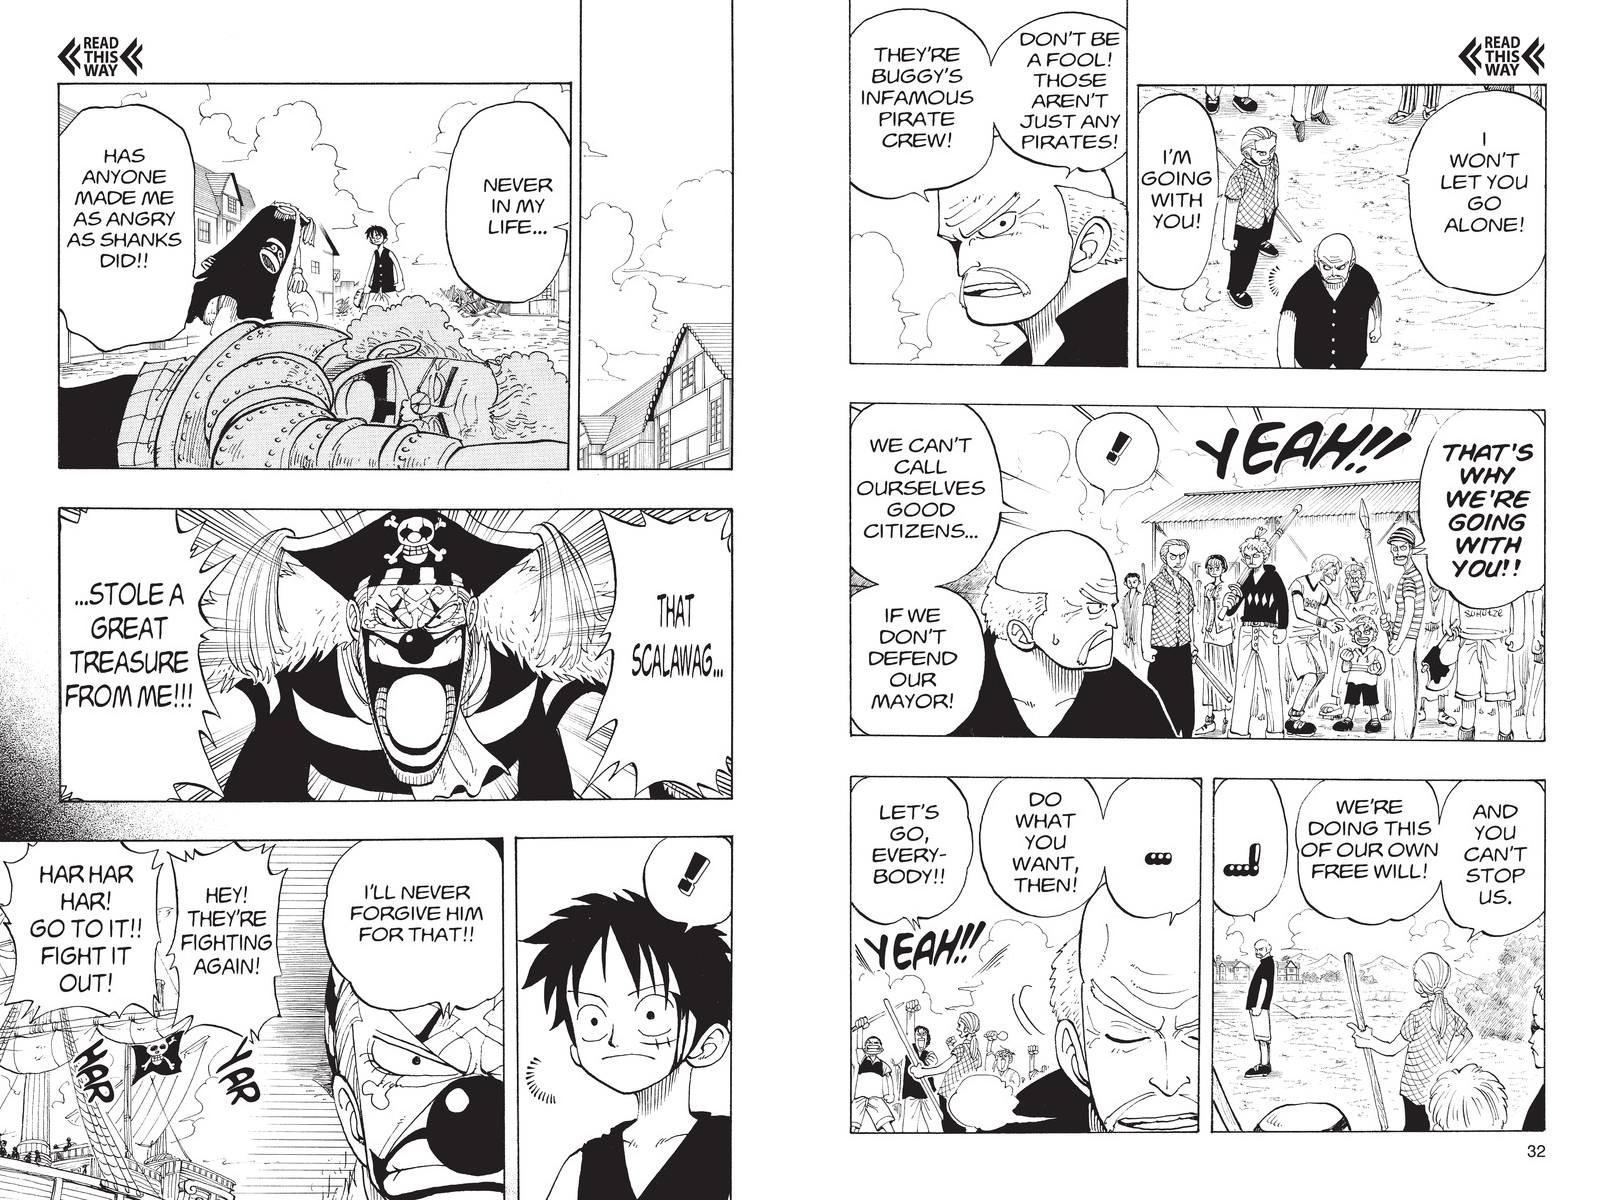 READ
THIS
WAY
I
WON'T
LET YOU
GO
ALONE!
I'M
GOING
WITH
YOU!
DON'T BE
A FOOL!
THOSE
AREN'T
JUST ANY
PIRATES!
THEY'RE
BUGGY'S
INFAMOUS
PIRATE
CREW!
THAT'S
WHY
WE'RE
GOING
WITH
YOU!!
YEAH!!
!
WE CAN'T
CALL
OURSELVES
GOOD
CITIZENS...
IF WE
DON'T
DEFEND
OUR
MAYOR!
AND
YOU
CAN'T
STOP
US.
WE'RE
DOING THIS
OF OUR OWN
FREE WILL!
...!
...
DO
WHAT
YOU
WANT,
THEN!
LET'S
GO,
EVERY-
BODY!!
YEAH!!
32
READ
THIS
WAY
NEVER
IN MY
LIFE...
HAS
ANYONE
MADE ME
AS ANGRY
AS SHANKS
DID!!
THAT
SCALAWAG...
...STOLE A
GREAT
TREASURE
FROM ME!!!
!!
I'LL NEVER
FORGIVE HIM
FOR THAT!!
HEY!
THEY'RE
FIGHTING
AGAIN!
HAR HAR
HAR!
GO TO IT!!
FIGHT IT
OUT!
YAR
HAR